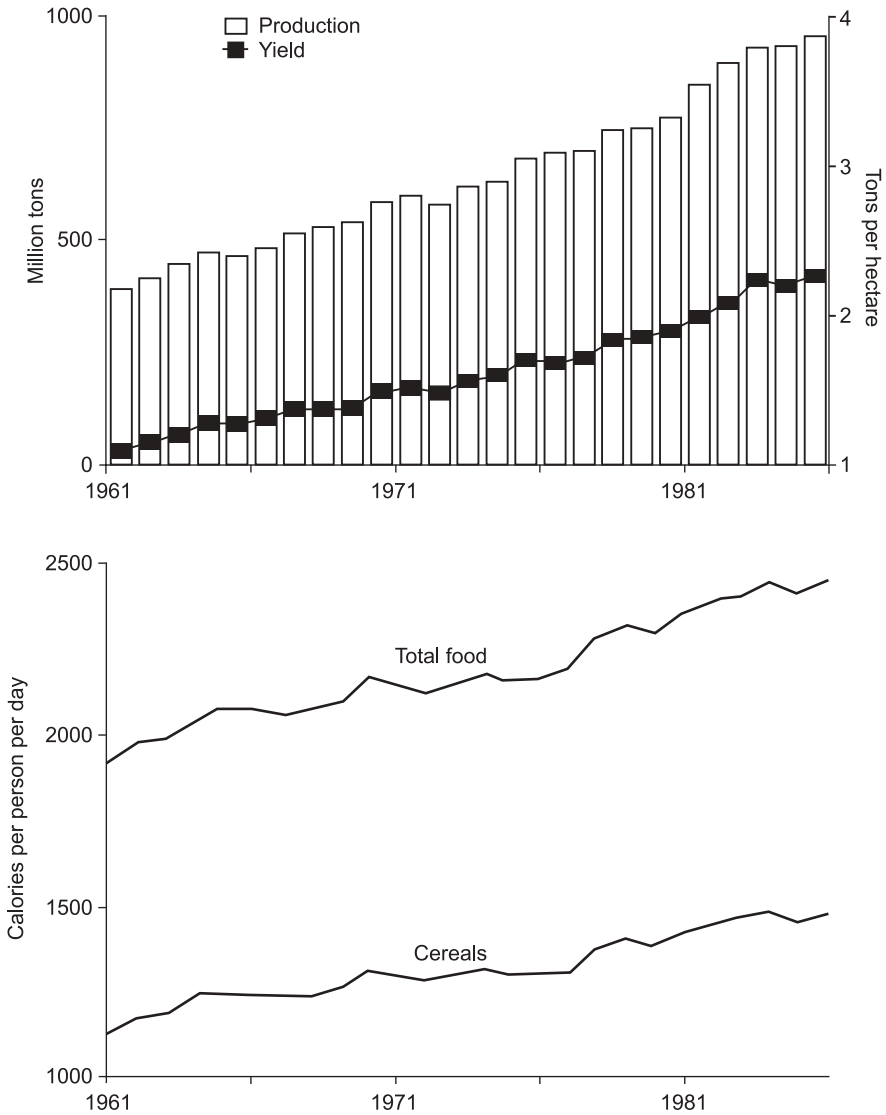 1000
Production
Yield
4
Million tons
3
500
Tons per hectare
2
0
1
1961
1971
1981
2500
Total food
Calories per person per day
2000
1500
Cereals
1000
1961
1971
1981